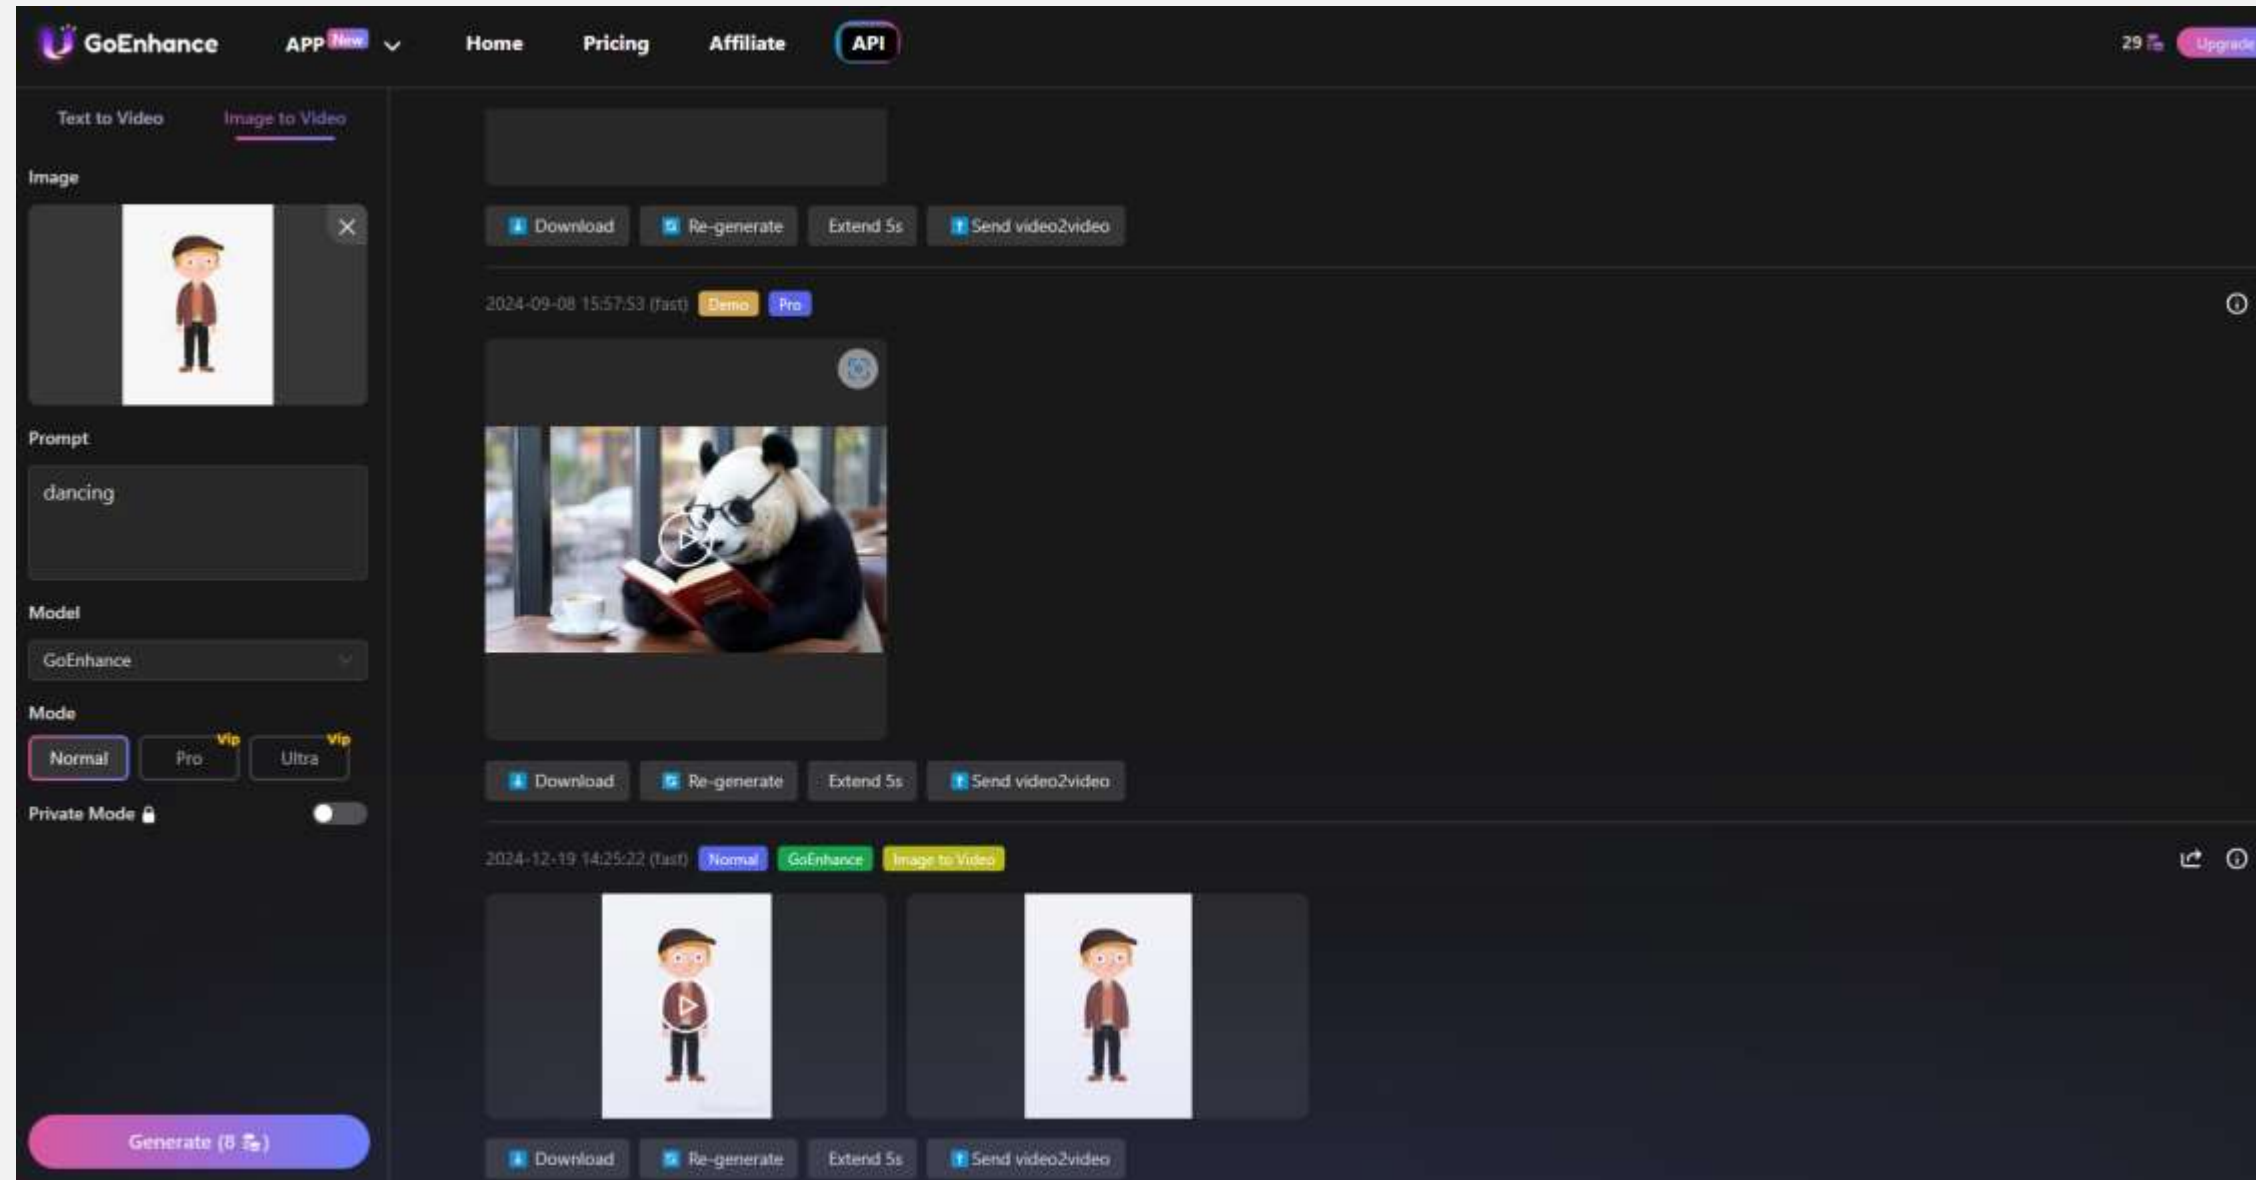 GoEnhance APP New Home Pricing Affiliate API 29 Upgrade
Text to Video Image to Video
Image
Prompt
dancing
Model
GoEnhance
Mode
Normal Pro Vip Ultra Vip
Private Mode
Generate (8 )
Download Re-generate Extend 5s Send video2video
2024-09-08 15:57:53 (fast) Demo Pro
Download Re-generate Extend 5s Send video2video
2024-12-19 14:25:22 (fast) Normal GoEnhance Image to Video
Download Re-generate Extend 5s Send video2video